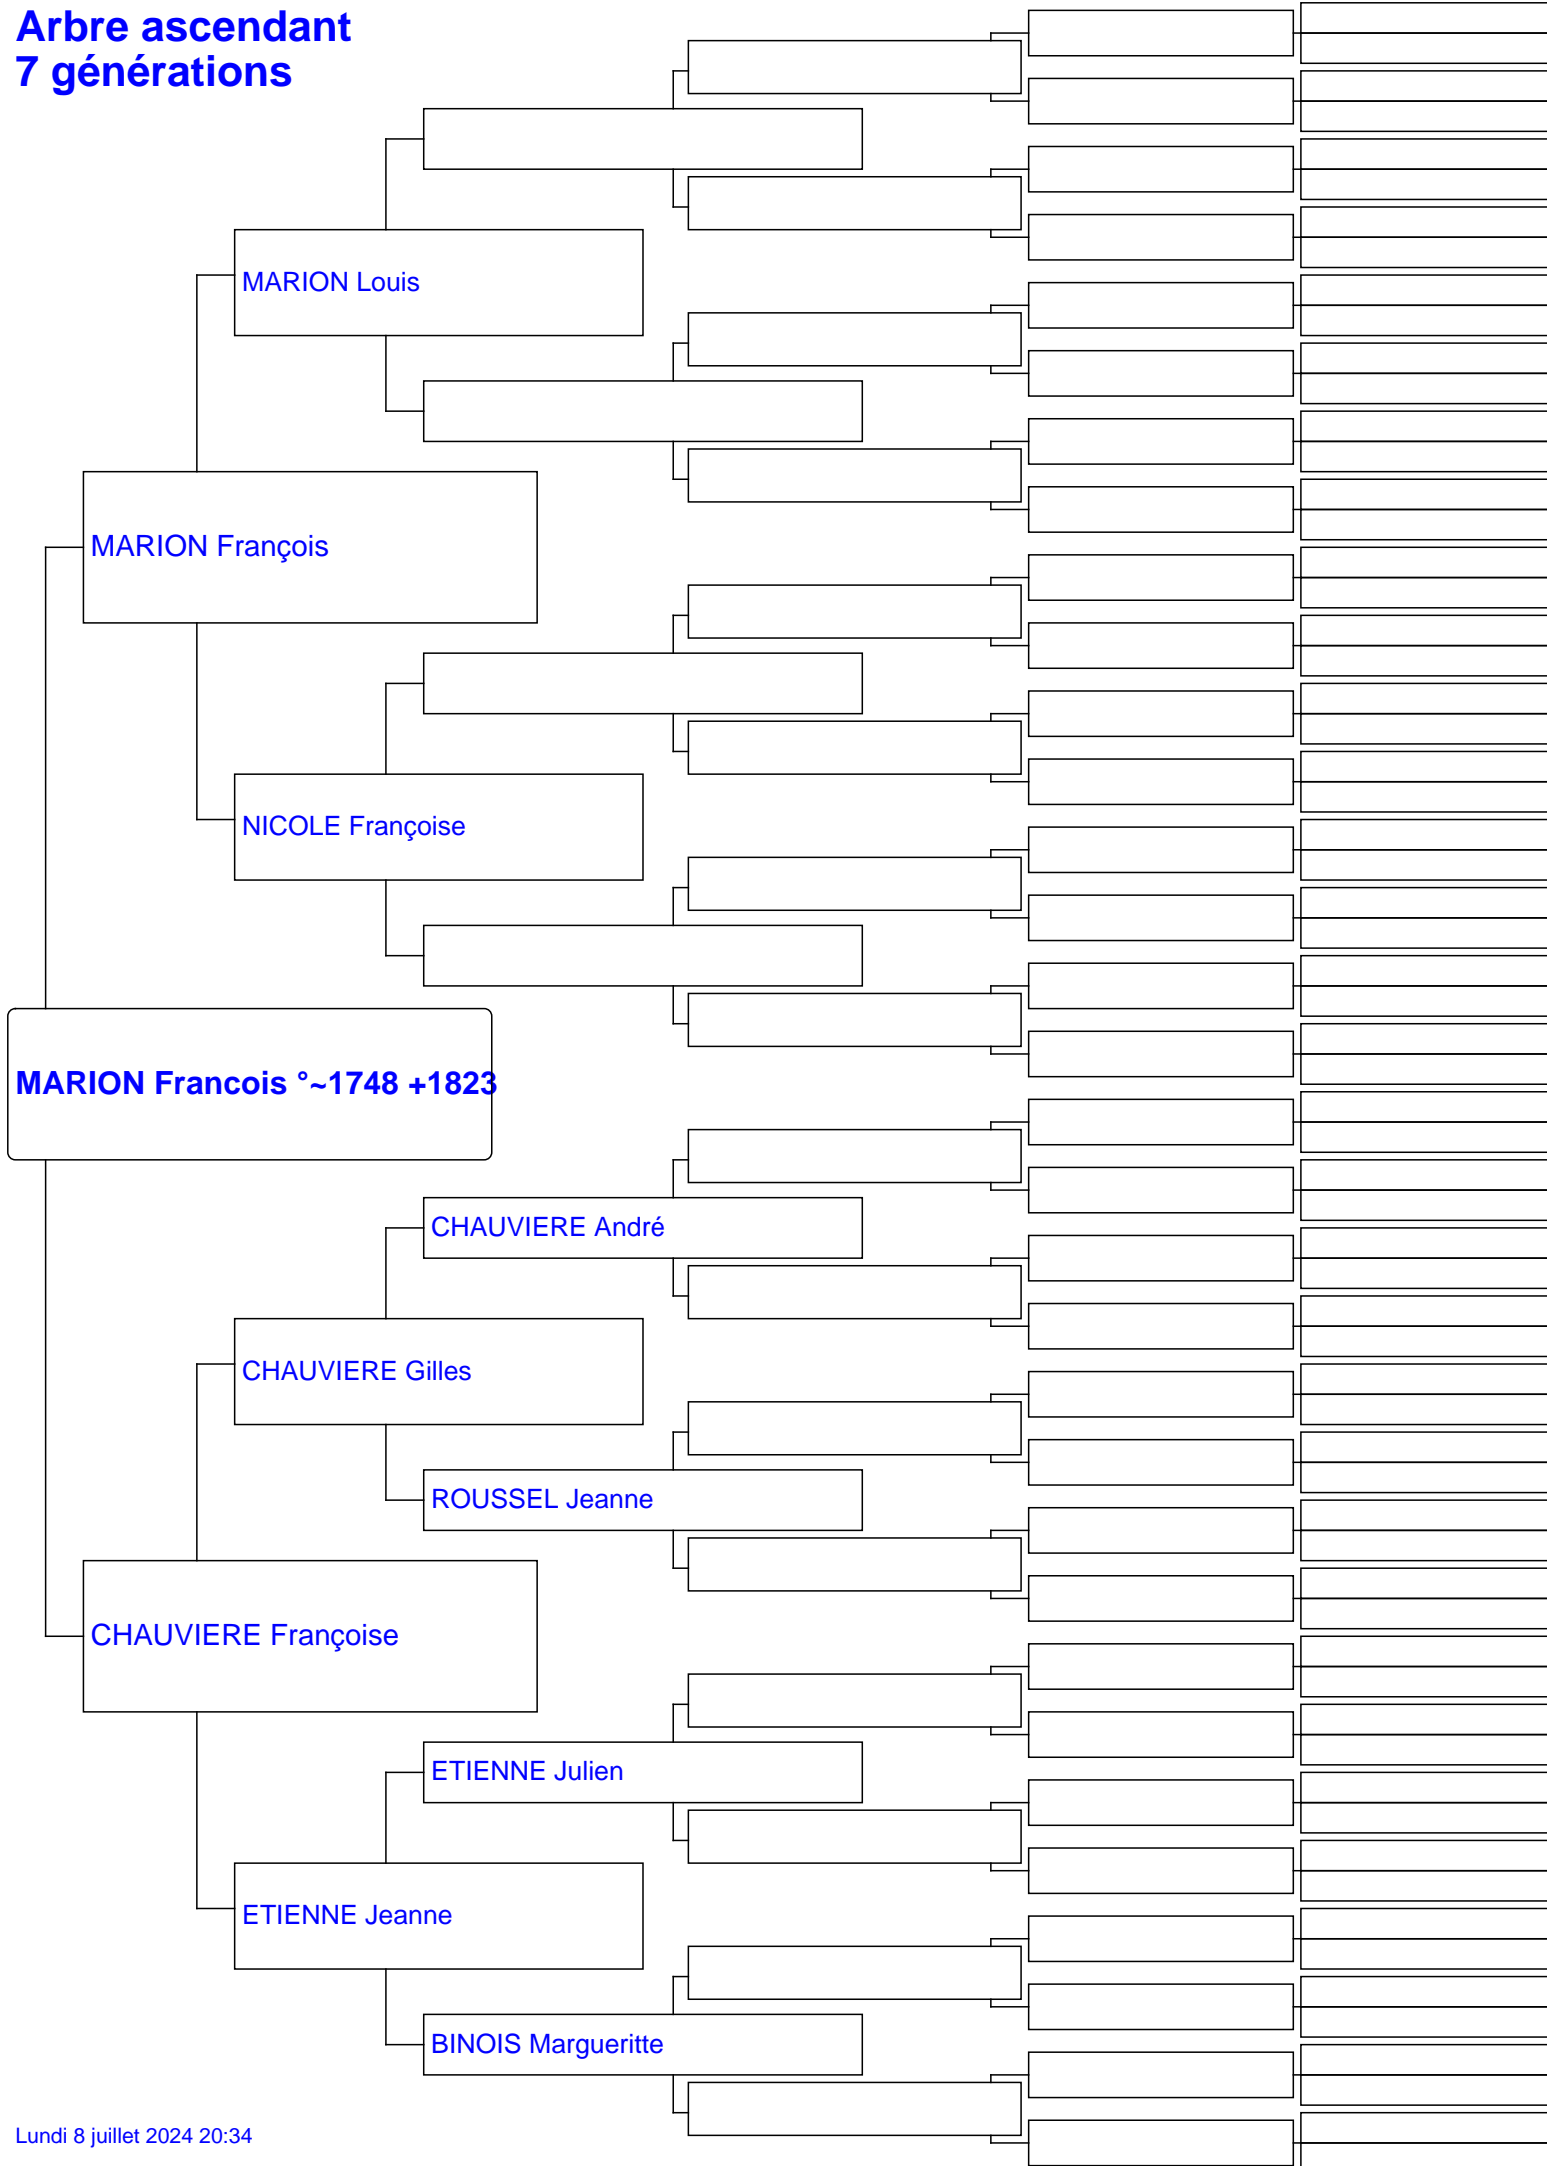 Arbre ascendant
7 générations
MARION Louis
MARION François
NICOLE Françoise
MARION Francois °~1748 +1823
CHAUVIERE André
CHAUVIERE Gilles
ROUSSEL Jeanne
CHAUVIERE Françoise
ETIENNE Julien
ETIENNE Jeanne
BINOIS Margueritte
Lundi 8 juillet 2024 20:34